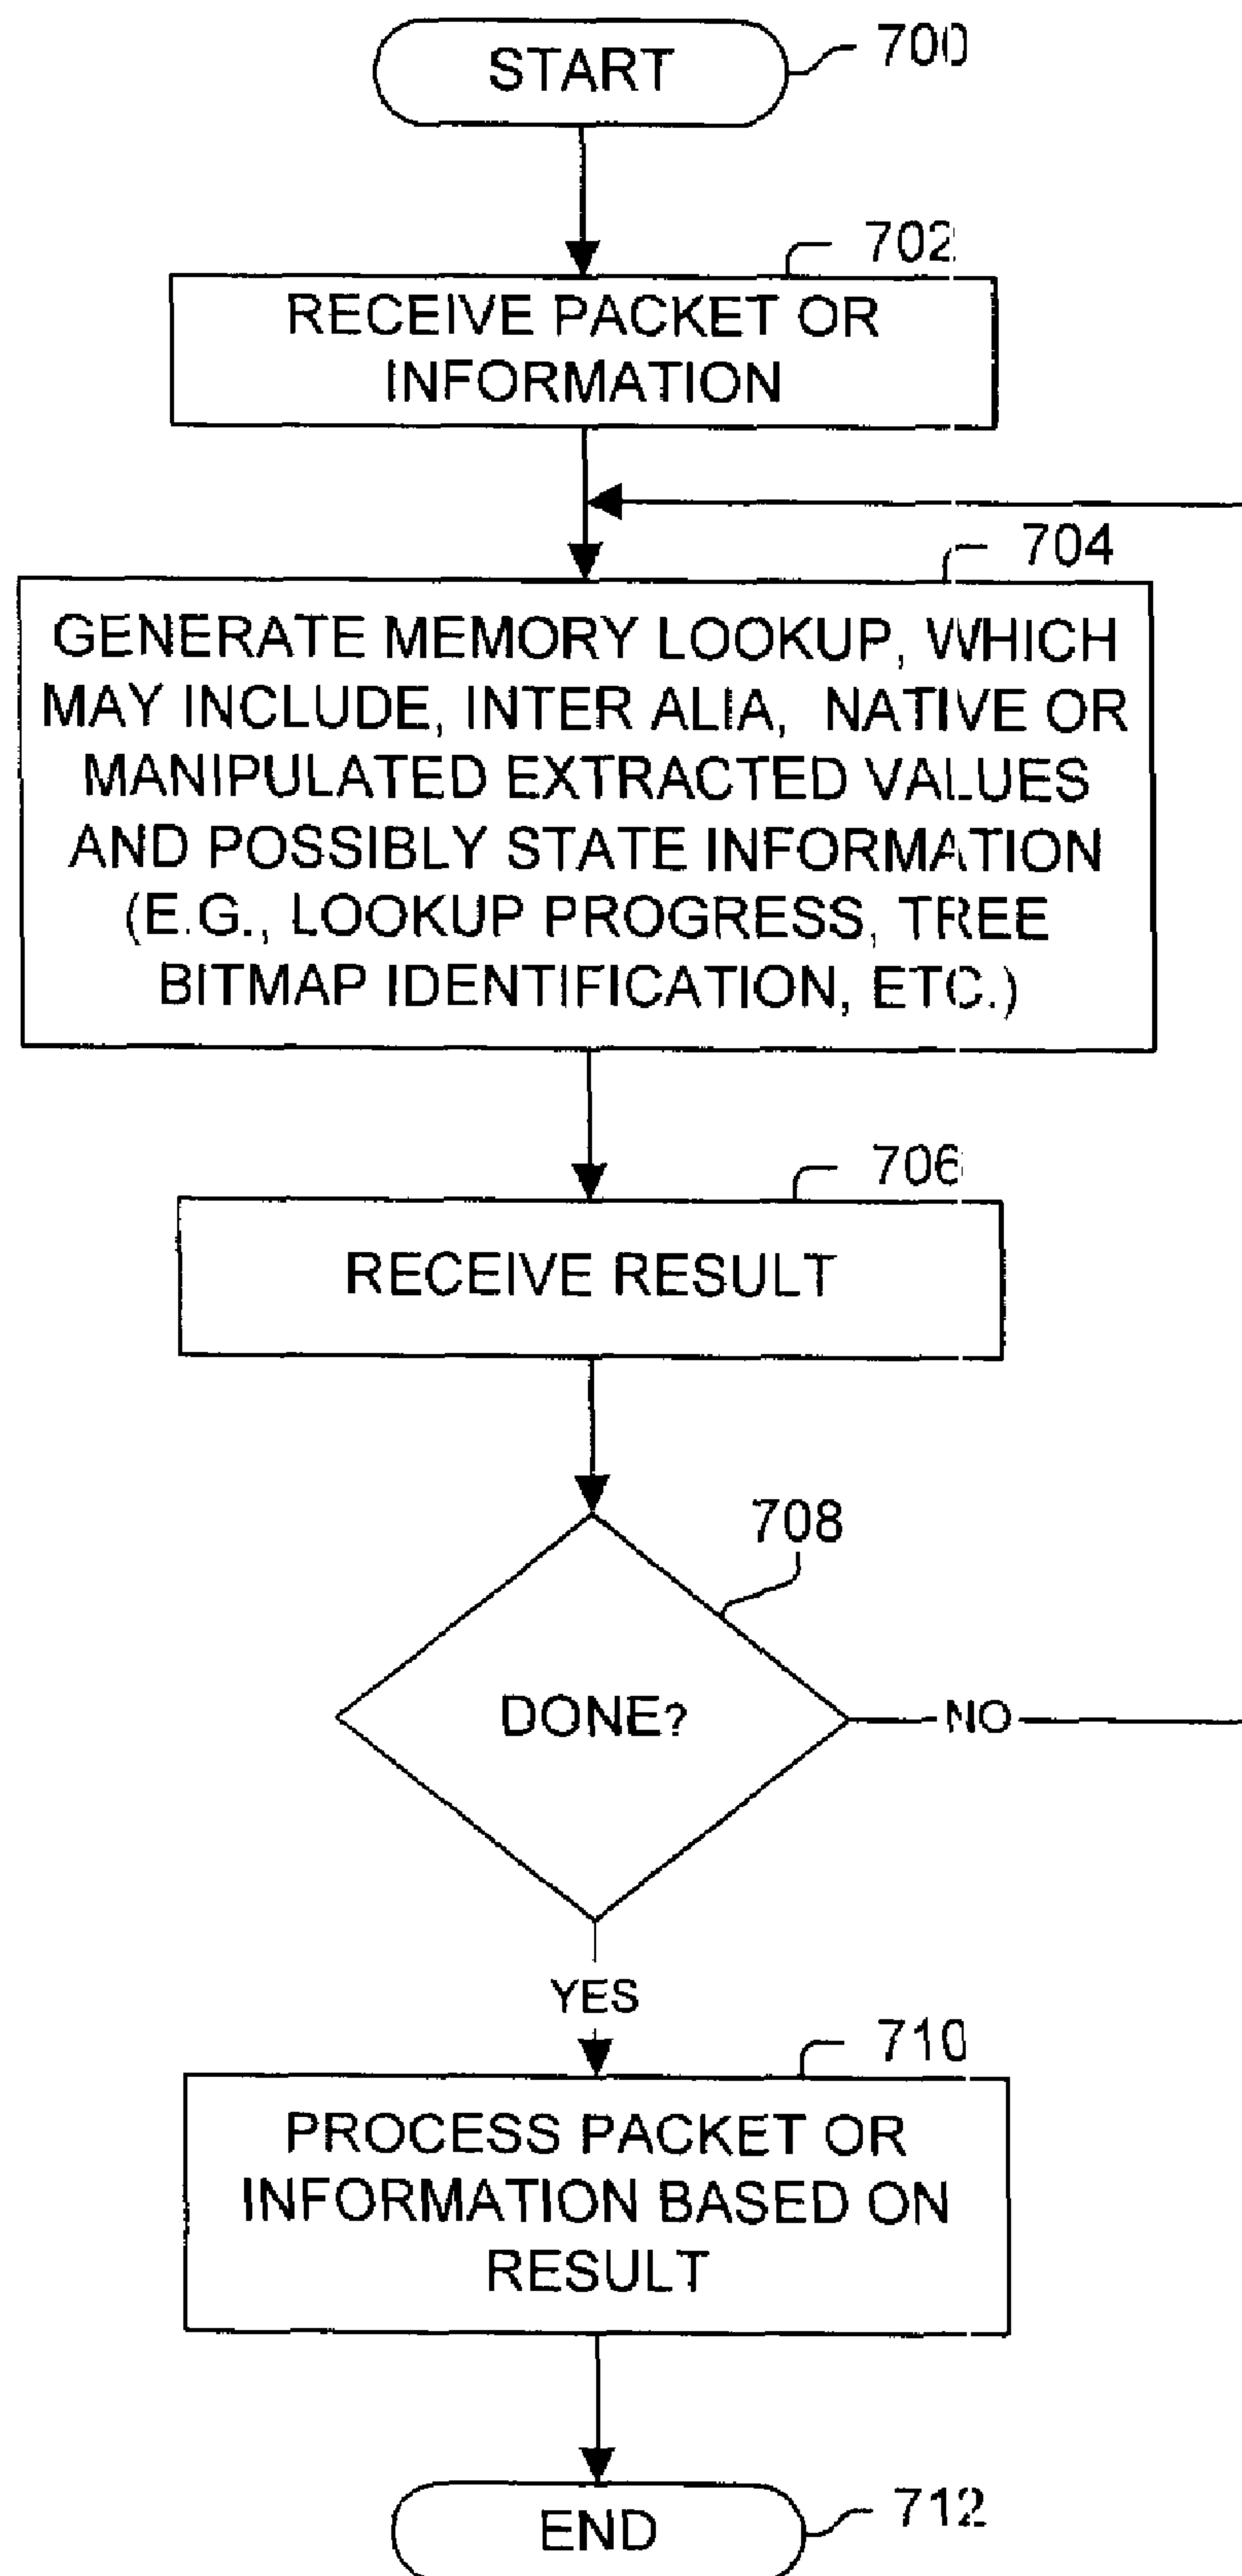 START
700
702
RECEIVE PACKET OR
INFORMATION
704
GENERATE MEMORY LOOKUP, WHICH
MAY INCLUDE, INTER ALIA, NATIVE OR
MANIPULATED EXTRACTED VALUES
AND POSSIBLY STATE INFORMATION
(E.G., LOOKUP PROGRESS, TREE
BITMAP IDENTIFICATION, ETC.)
706
RECEIVE RESULT
708
DONE?
NO
YES
710
PROCESS PACKET OR
INFORMATION BASED ON
RESULT
END
712